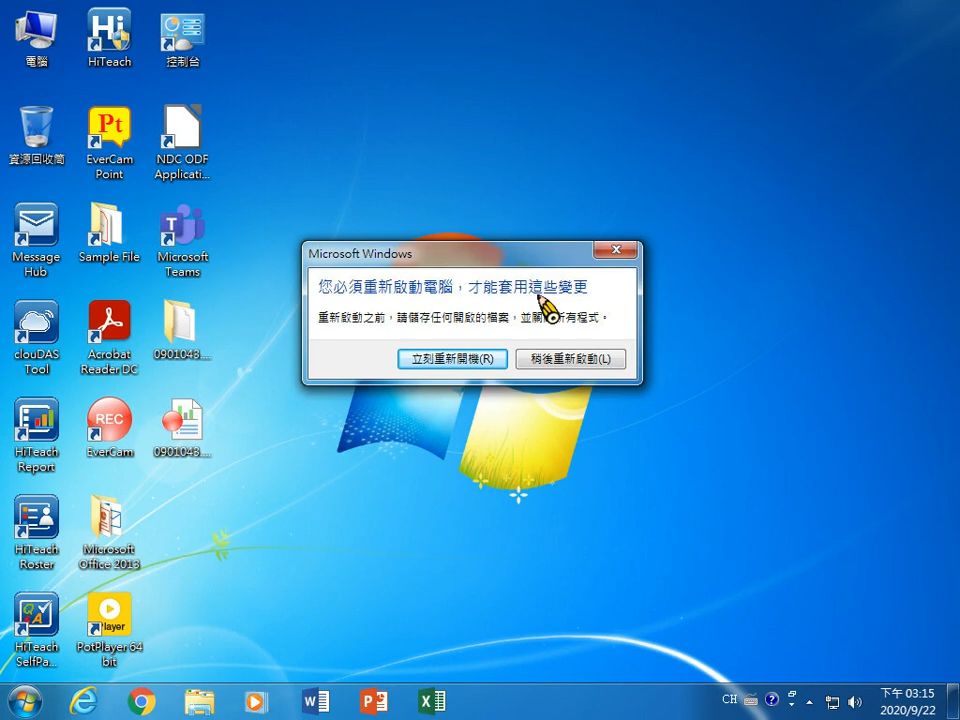 電腦
HiTeach
控制台
資源回收筒
EverCam
Point
NDC ODF
Applicati...
Message
Hub
Sample File
Microsoft
Teams
clouDAS
Tool
Acrobat
Reader DC
0901043....
HiTeach
Report
REC
EverCam
0901043....
HiTeach
Roster
Microsoft
Office 2013
HiTeach
SelfPa...
Player
PotPlayer 64
bit
Microsoft Windows
您必須重新啟動電腦，才能套用這些變更
重新啟動之前，請儲存任何開啟的檔案，並關 所有程式。
立刻重新開機(R)
稍後重新啟動(L)
CH
下午 03:15
2020/9/22